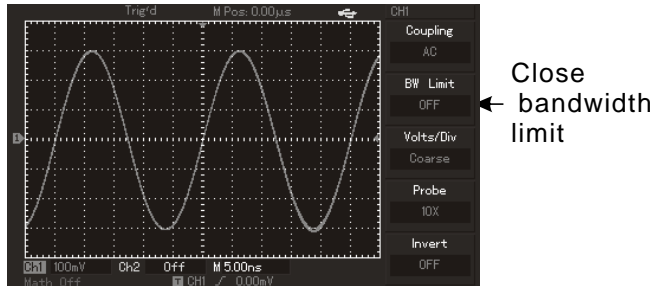 Trig'd M Pos: 0.00µs CH1
Coupling
AC
BW Limit
OFF
Volts/Div
Coarse
Probe
10X
Invert
OFF
Close
bandwidth
limit
1
Ch1 100mV Ch2 Off M 5.00ns
Math Off T CH1 / 0.00mV